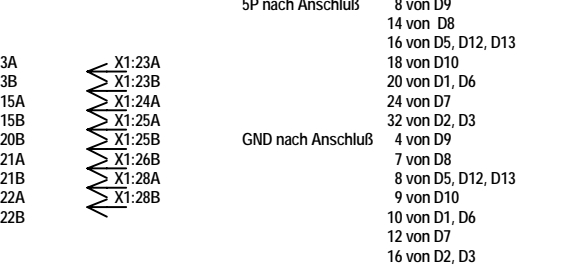 5P nach Anschluß 8 von D9
14 von D8
16 von D5, D12, D13
3A X1:23A 18 von D10
3B X1:23B 20 von D1, D6
15A X1:24A 24 von D7
15B X1:25A 32 von D2, D3
20B X1:25B GND nach Anschluß 4 von D9
21A X1:26B 7 von D8
21B X1:28A 8 von D5, D12, D13
22A X1:28B 9 von D10
22B 10 von D1, D6
12 von D7
16 von D2, D3